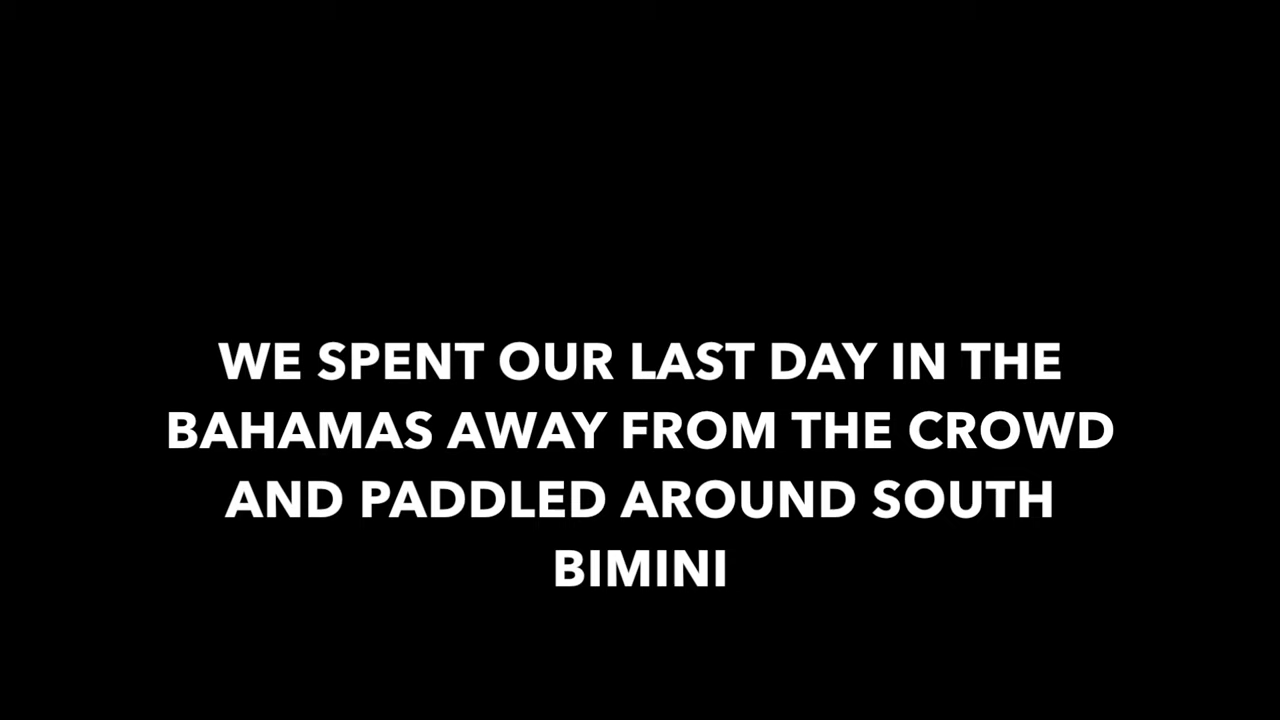 WE SPENT OUR LAST DAY IN THE
BAHAMAS AWAY FROM THE CROWD
AND PADDLED AROUND SOUTH
BIMINI